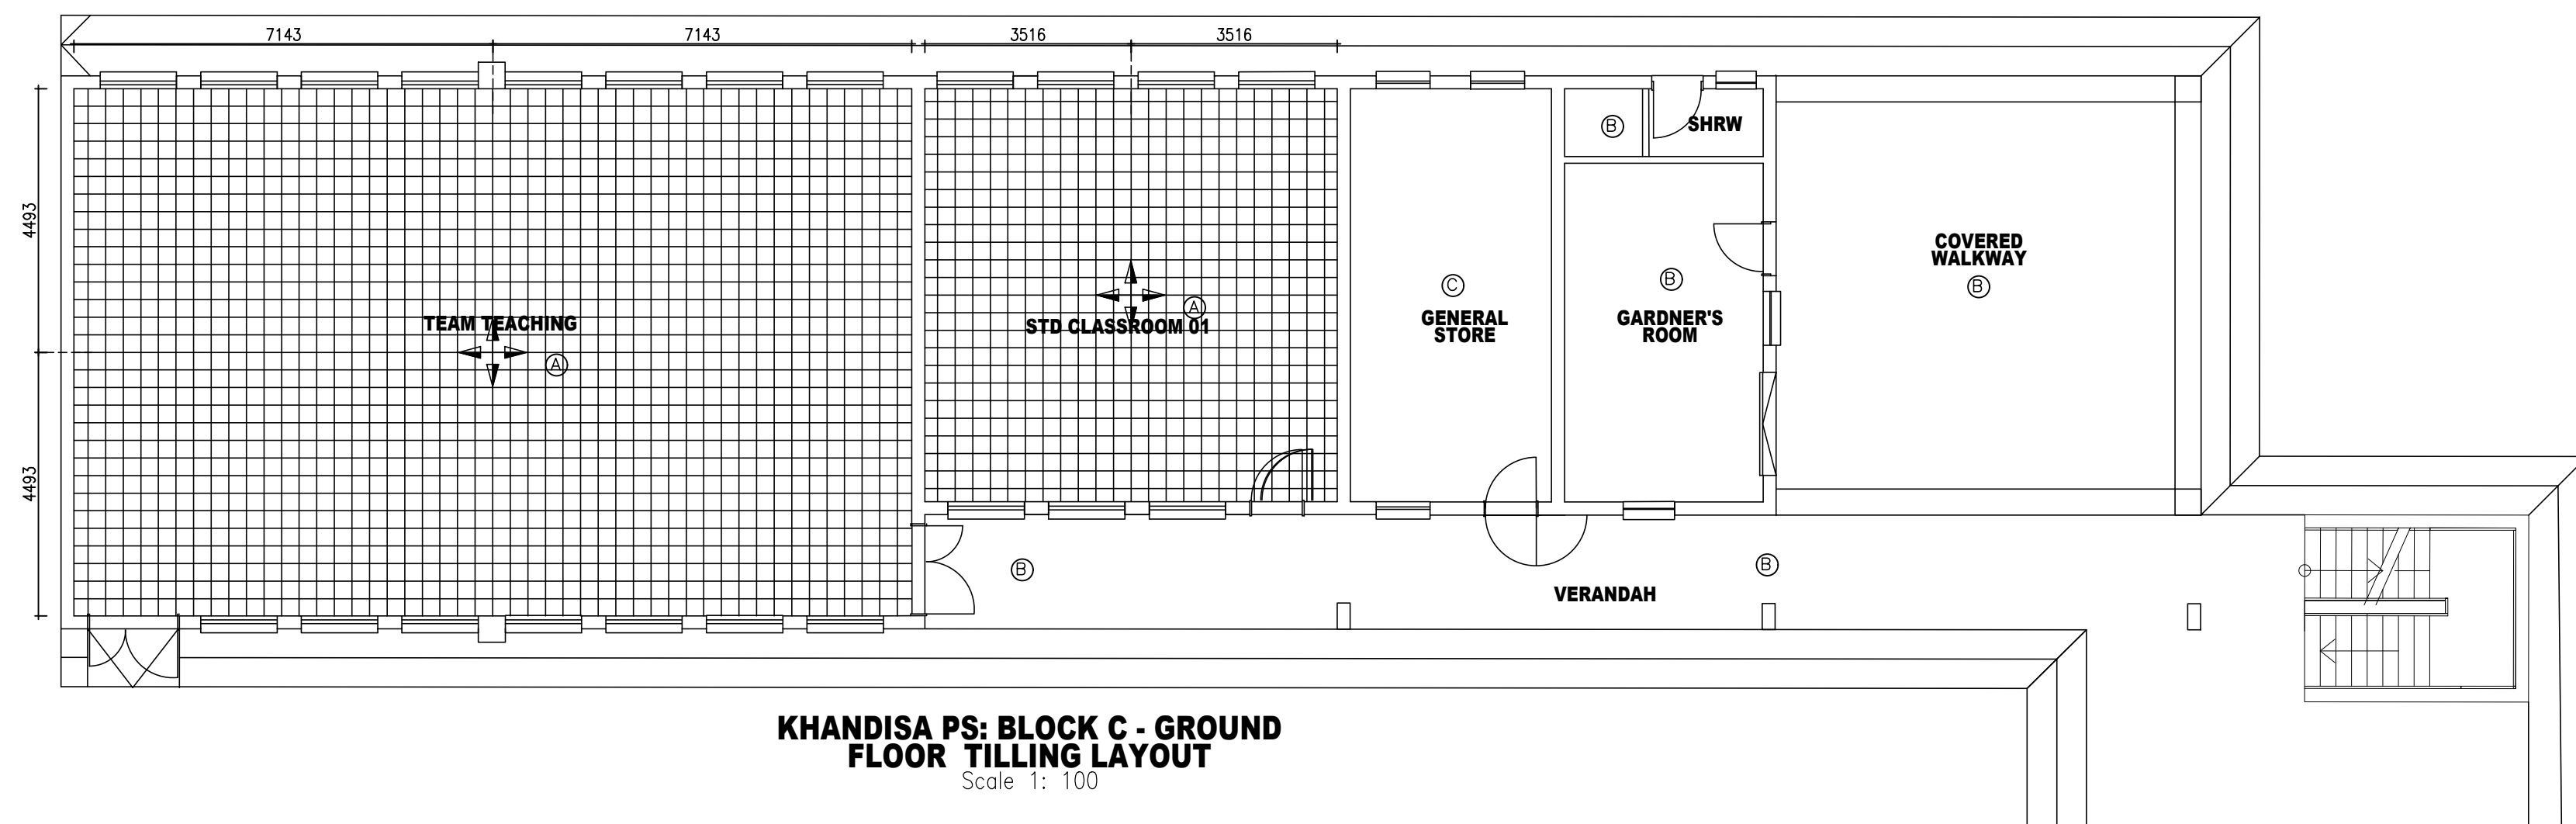 7143
7143
3516
3516
4493
4493
B
SHRW
TEAM TEACHING
A
STD CLASSROOM 01
A
C
GENERAL
STORE
B
GARDNER'S
ROOM
COVERED
WALKWAY
B
B
B
VERANDAH
KHANDISA PS: BLOCK C - GROUND
FLOOR TILLING LAYOUT
Scale 1: 100